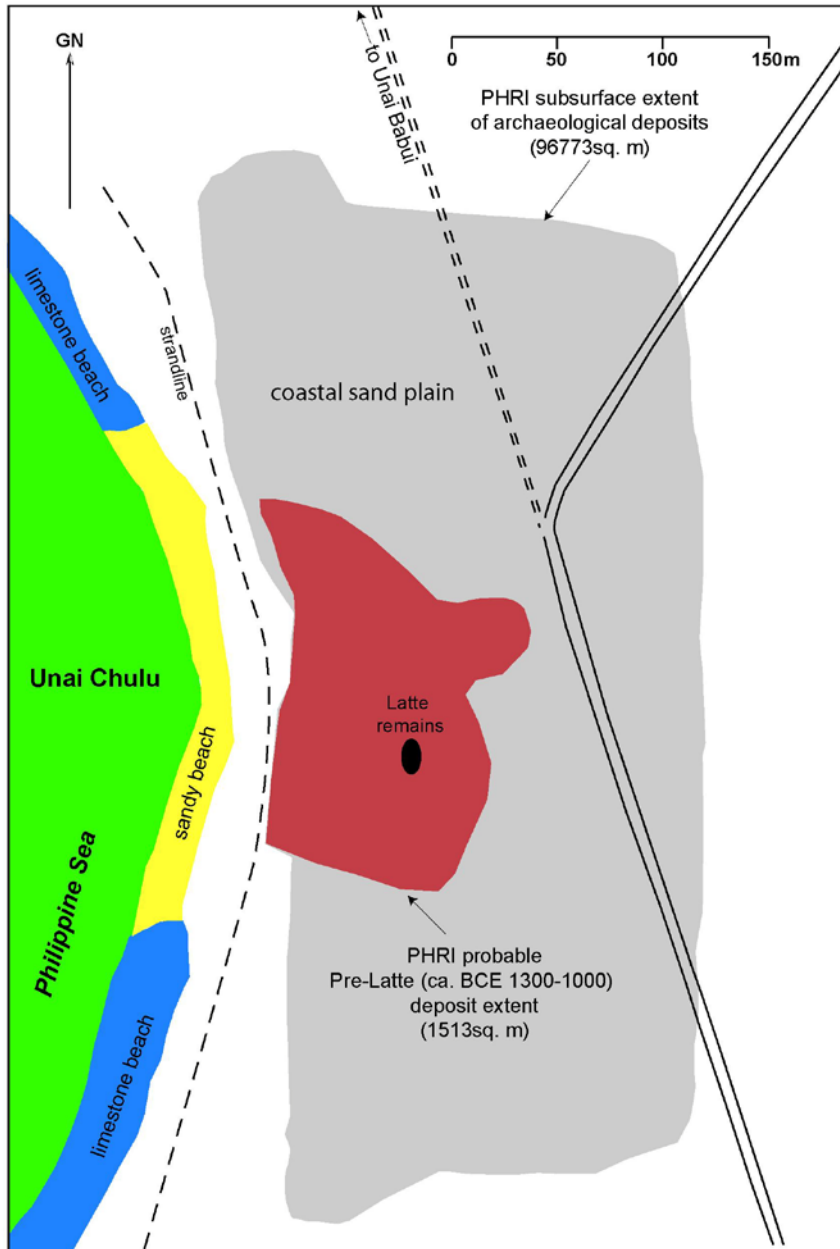 GN
0 50 100 150m
to Unai Babui
PHRI subsurface extent
of archaeological deposits
(96773sq. m)
limestone beach
strandline
coastal sand plain
Unai Chulu
Latte
remains
sandy beach
Philippine Sea
PHRI probable
Pre-Latte (ca. BCE 1300-1000)
deposit extent
(1513sq. m)
limestone beach